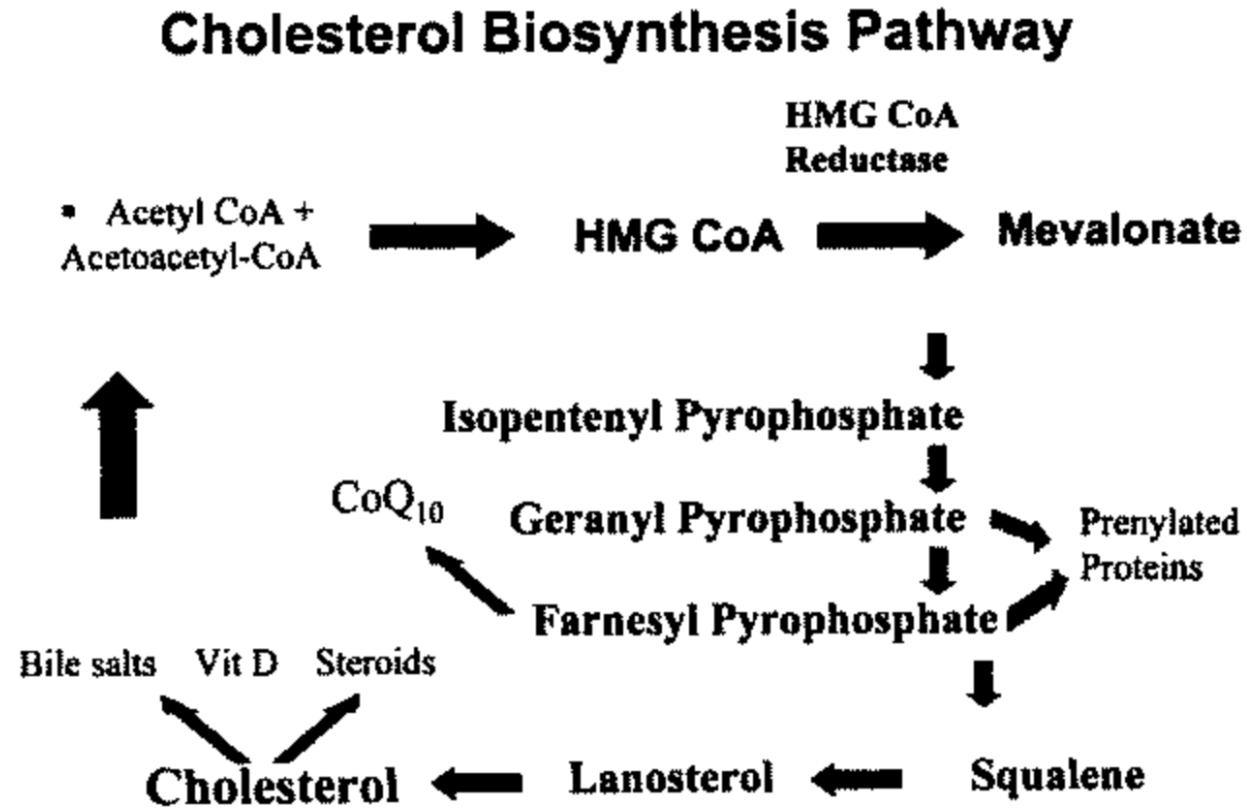 Cholesterol Biosynthesis Pathway
HMG CoA
Reductase
▪ Acetyl CoA +
Acetoacetyl-CoA
HMG CoA
Mevalonate
Isopentenyl Pyrophosphate
CoQ₁₀
Geranyl Pyrophosphate
Prenylated
Proteins
Farnesyl Pyrophosphate
Bile salts Vit D Steroids
Cholesterol
Lanosterol
Squalene